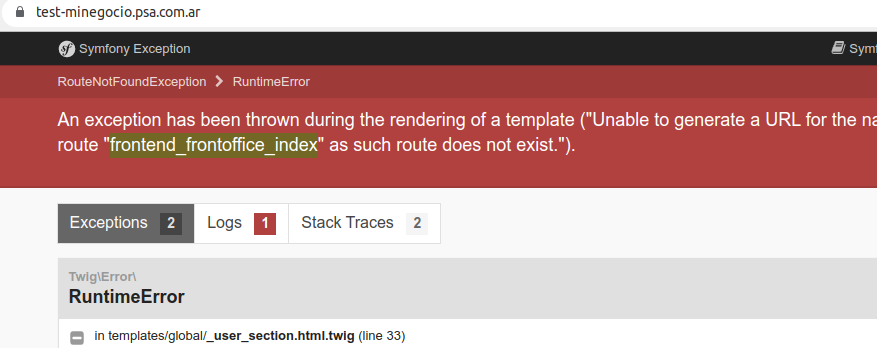 test-minegocio.psa.com.ar
Symfony Exception
Symf
RouteNotFoundException > RuntimeError
An exception has been thrown during the rendering of a template ("Unable to generate a URL for the na
route "frontend_frontoffice_index" as such route does not exist.").
Exceptions 2 Logs 1 Stack Traces 2
Twig\Error\
RuntimeError
in templates/global/_user_section.html.twig (line 33)